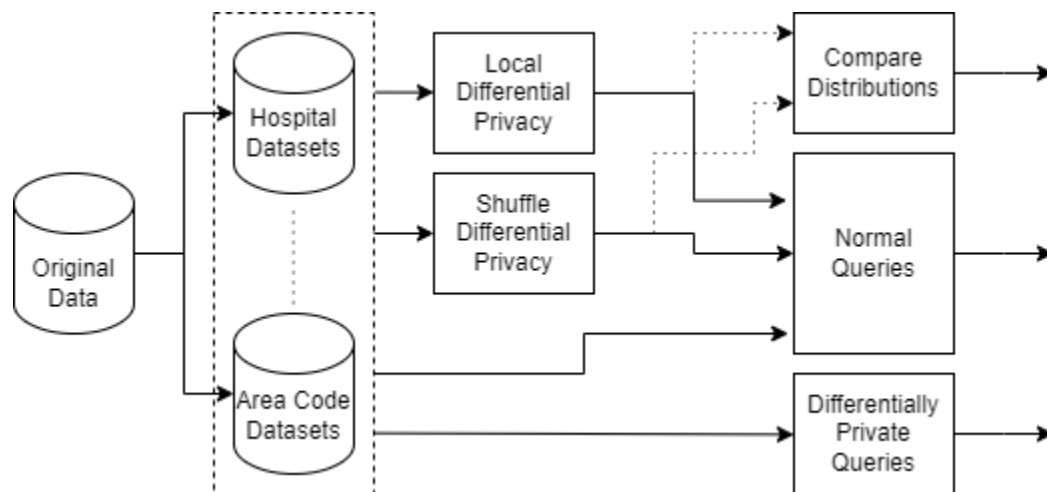 Original
Data
Hospital
Datasets
Area Code
Datasets
Local
Differential
Privacy
Shuffle
Differential
Privacy
Compare
Distributions
Normal
Queries
Differentially
Private
Queries